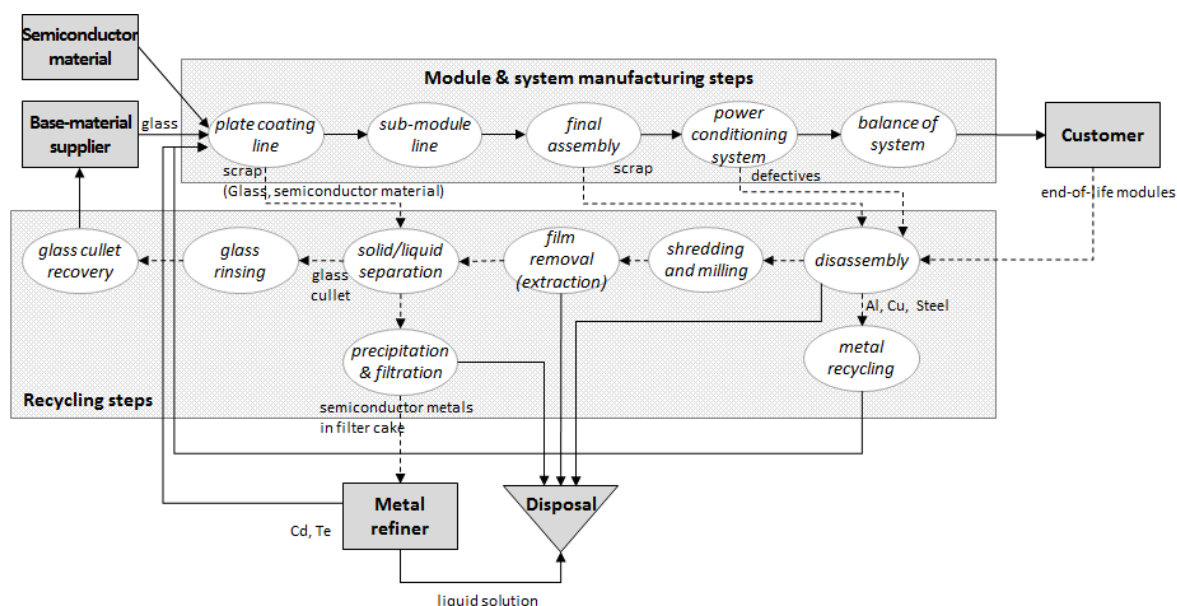 Semiconductor
material
Module & system manufacturing steps
Base-material
supplier
glass
plate coating
line
sub-module
line
final
assembly
power
conditioning
system
balance of
system
Customer
scrap
(Glass, semiconductor material)
scrap
defectives
end-of-life modules
glass cullet
recovery
glass
rinsing
solid/liquid
separation
film
removal
(extraction)
shredding
and milling
disassembly
glass
cullet
Al, Cu, Steel
precipitation
& filtration
metal
recycling
Recycling steps
semiconductor metals
in filter cake
Metal
refiner
Disposal
Cd, Te
liquid solution